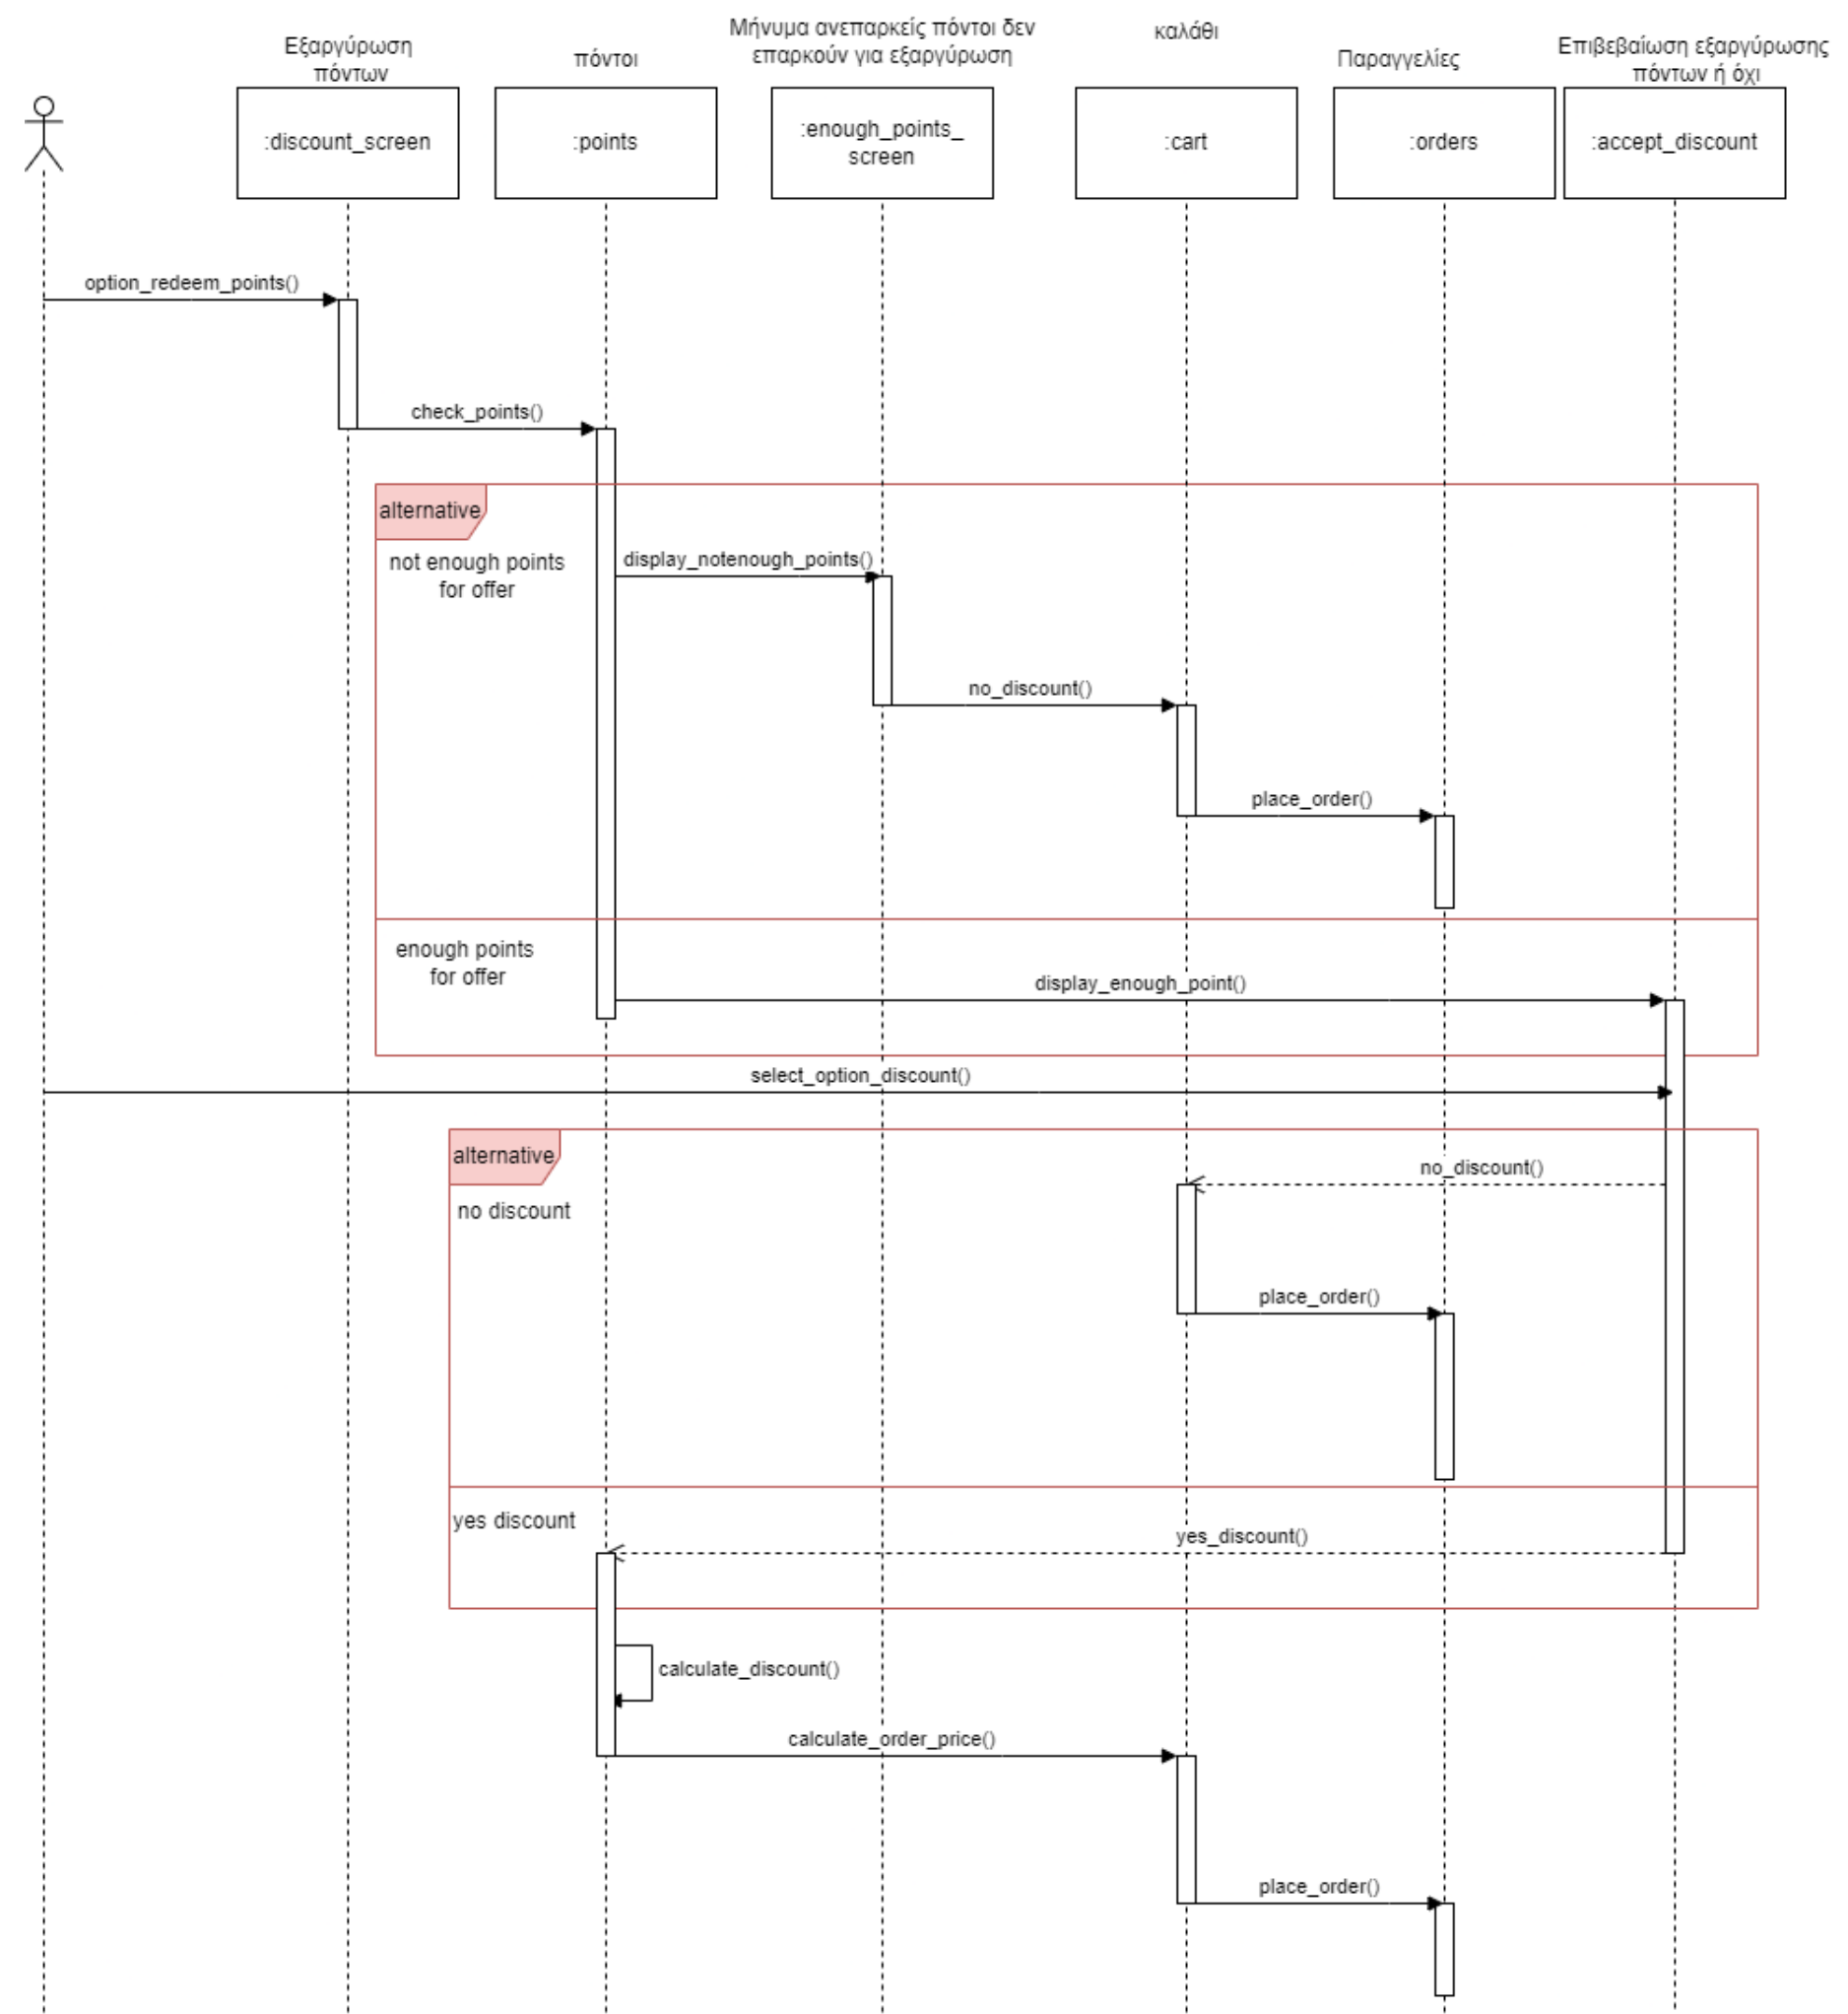 Εξαργύρωση
πόντων
πόντοι
Μήνυμα ανεπαρκείς πόντοι δεν
επαρκούν για εξαργύρωση
καλάθι
Παραγγελίες
Επιβεβαίωση εξαργύρωσης
πόντων ή όχι
:discount_screen
:points
:enough_points_
screen
:cart
:orders
:accept_discount
option_redeem_points()
check_points()
alternative
not enough points
for offer
display_notenough_points()
no_discount()
place_order()
enough points
for offer
display_enough_point()
select_option_discount()
alternative
no_discount()
no discount
place_order()
yes discount
yes_discount()
calculate_discount()
calculate_order_price()
place_order()